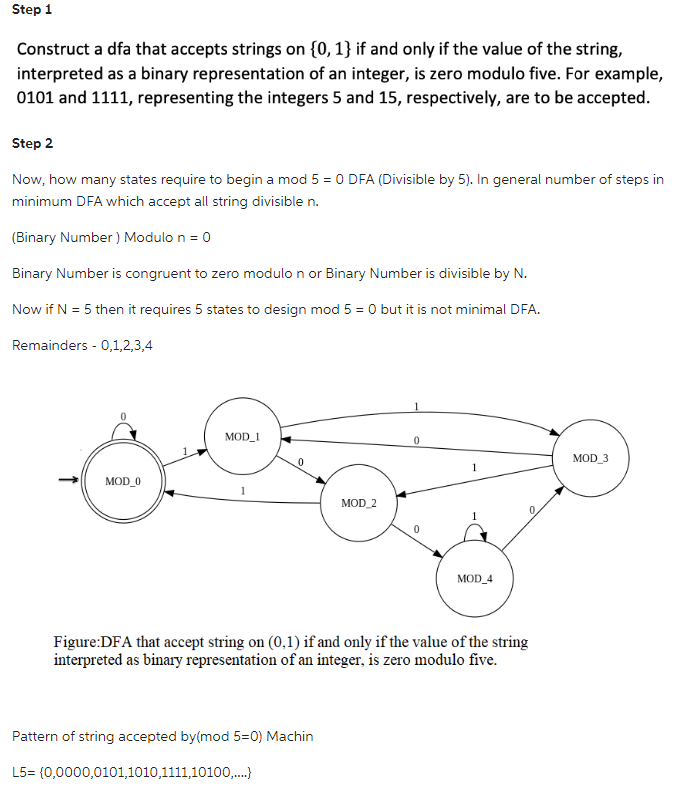 Step 1
Construct a dfa that accepts strings on {0, 1} if and only if the value of the string,
interpreted as a binary representation of an integer, is zero modulo five. For example,
0101 and 1111, representing the integers 5 and 15, respectively, are to be accepted.
Step 2
Now, how many states require to begin a mod 5 = 0 DFA (Divisible by 5). In general number of steps in
minimum DFA which accept all string divisible n.
(Binary Number ) Modulo n = 0
Binary Number is congruent to zero modulo n or Binary Number is divisible by N.
Now if N = 5 then it requires 5 states to design mod 5 = 0 but it is not minimal DFA.
Remainders - 0,1,2,3,4
1
0
MOD_1
0
1
MOD_3
0
1
MOD_0
1
MOD_2
0
1
0
MOD_4
Figure:DFA that accept string on (0,1) if and only if the value of the string
interpreted as binary representation of an integer, is zero modulo five.
Pattern of string accepted by(mod 5=0) Machin
L5= {0,0000,0101,1010,1111,10100,....}